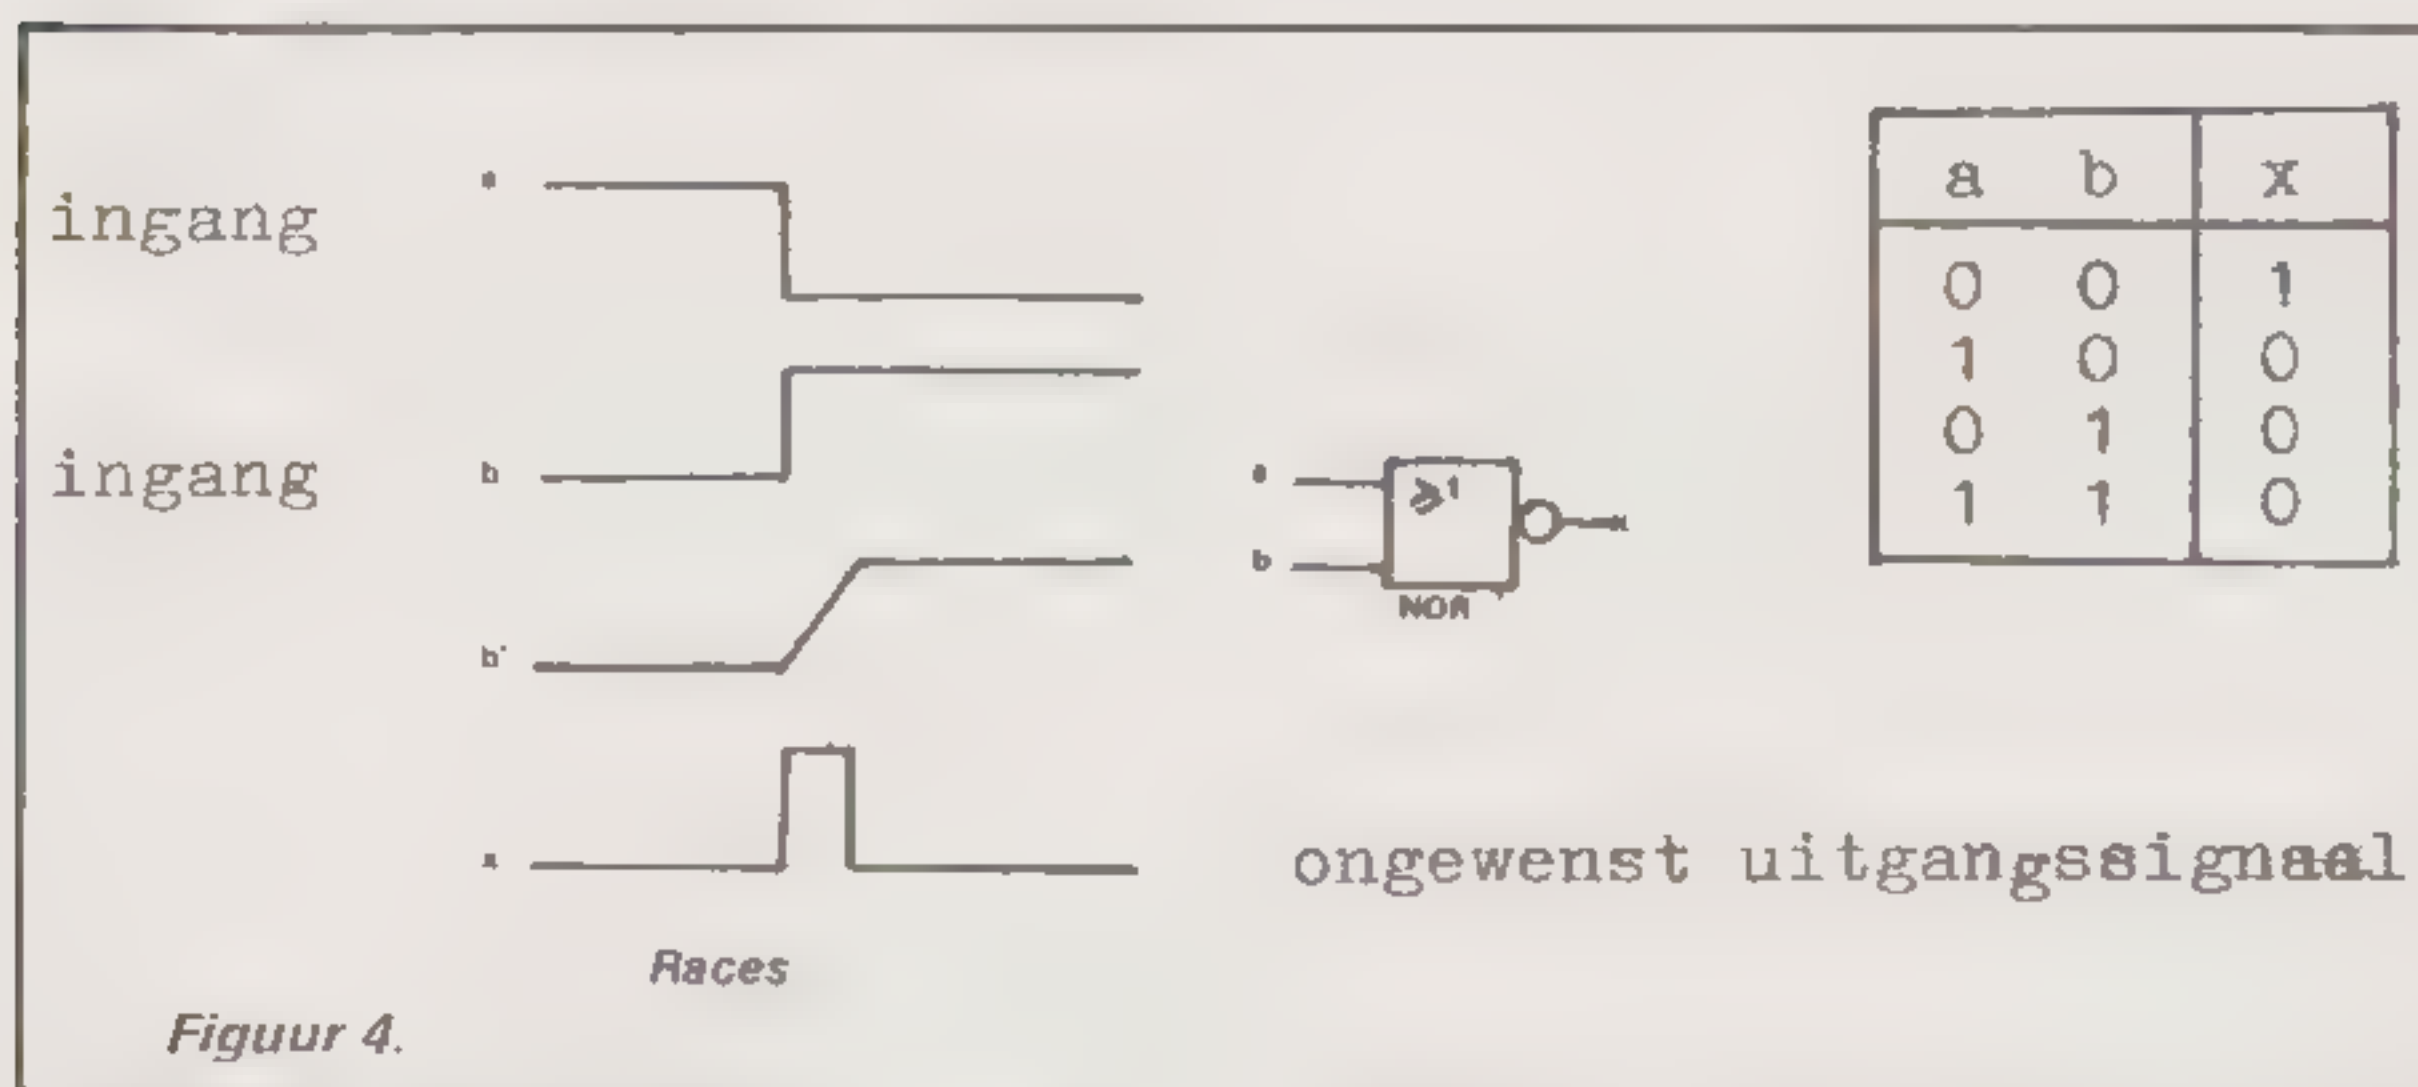 a
ingang
a b x
0 0 1
1 0 0
0 1 0
1 1 0
b
ingang
a
≥1
b
NOR
b'
x
ongewenst uitgangssignaal
Races
Figuur 4.